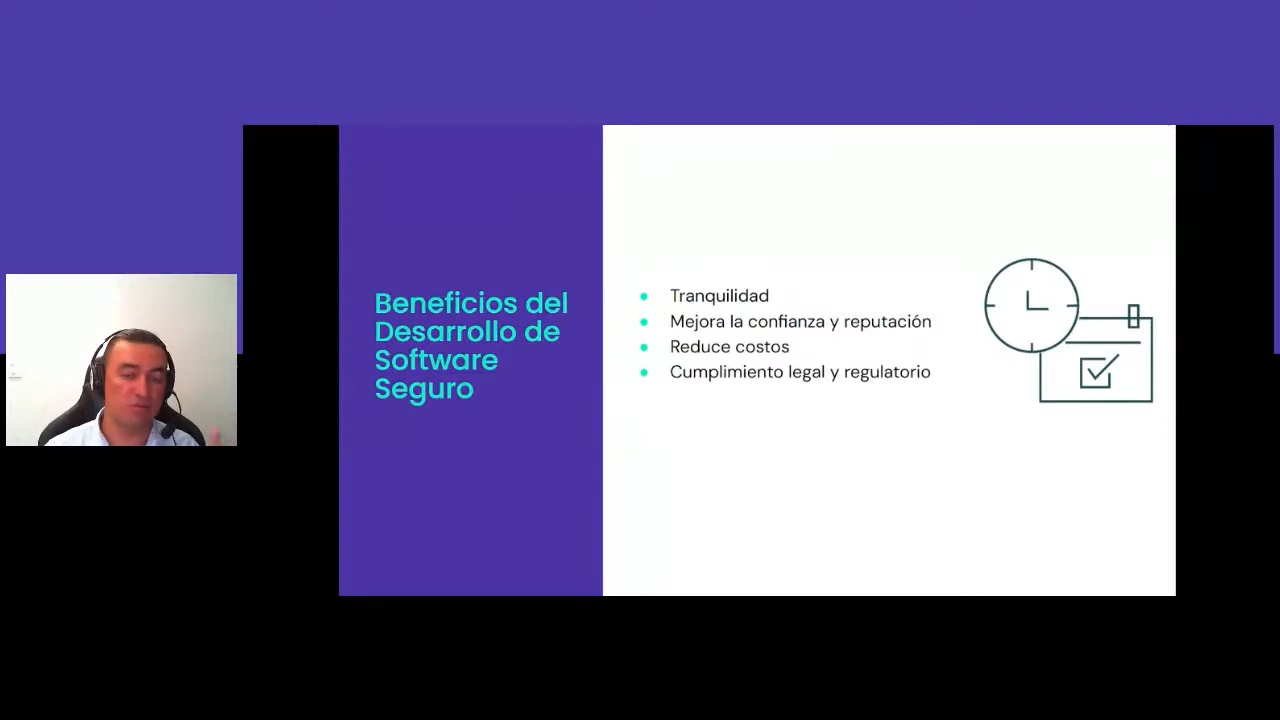 Beneficios del
Desarrollo de
Software
Seguro
Tranquilidad
Mejora la confianza y reputación
Reduce costos
Cumplimiento legal y regulatorio